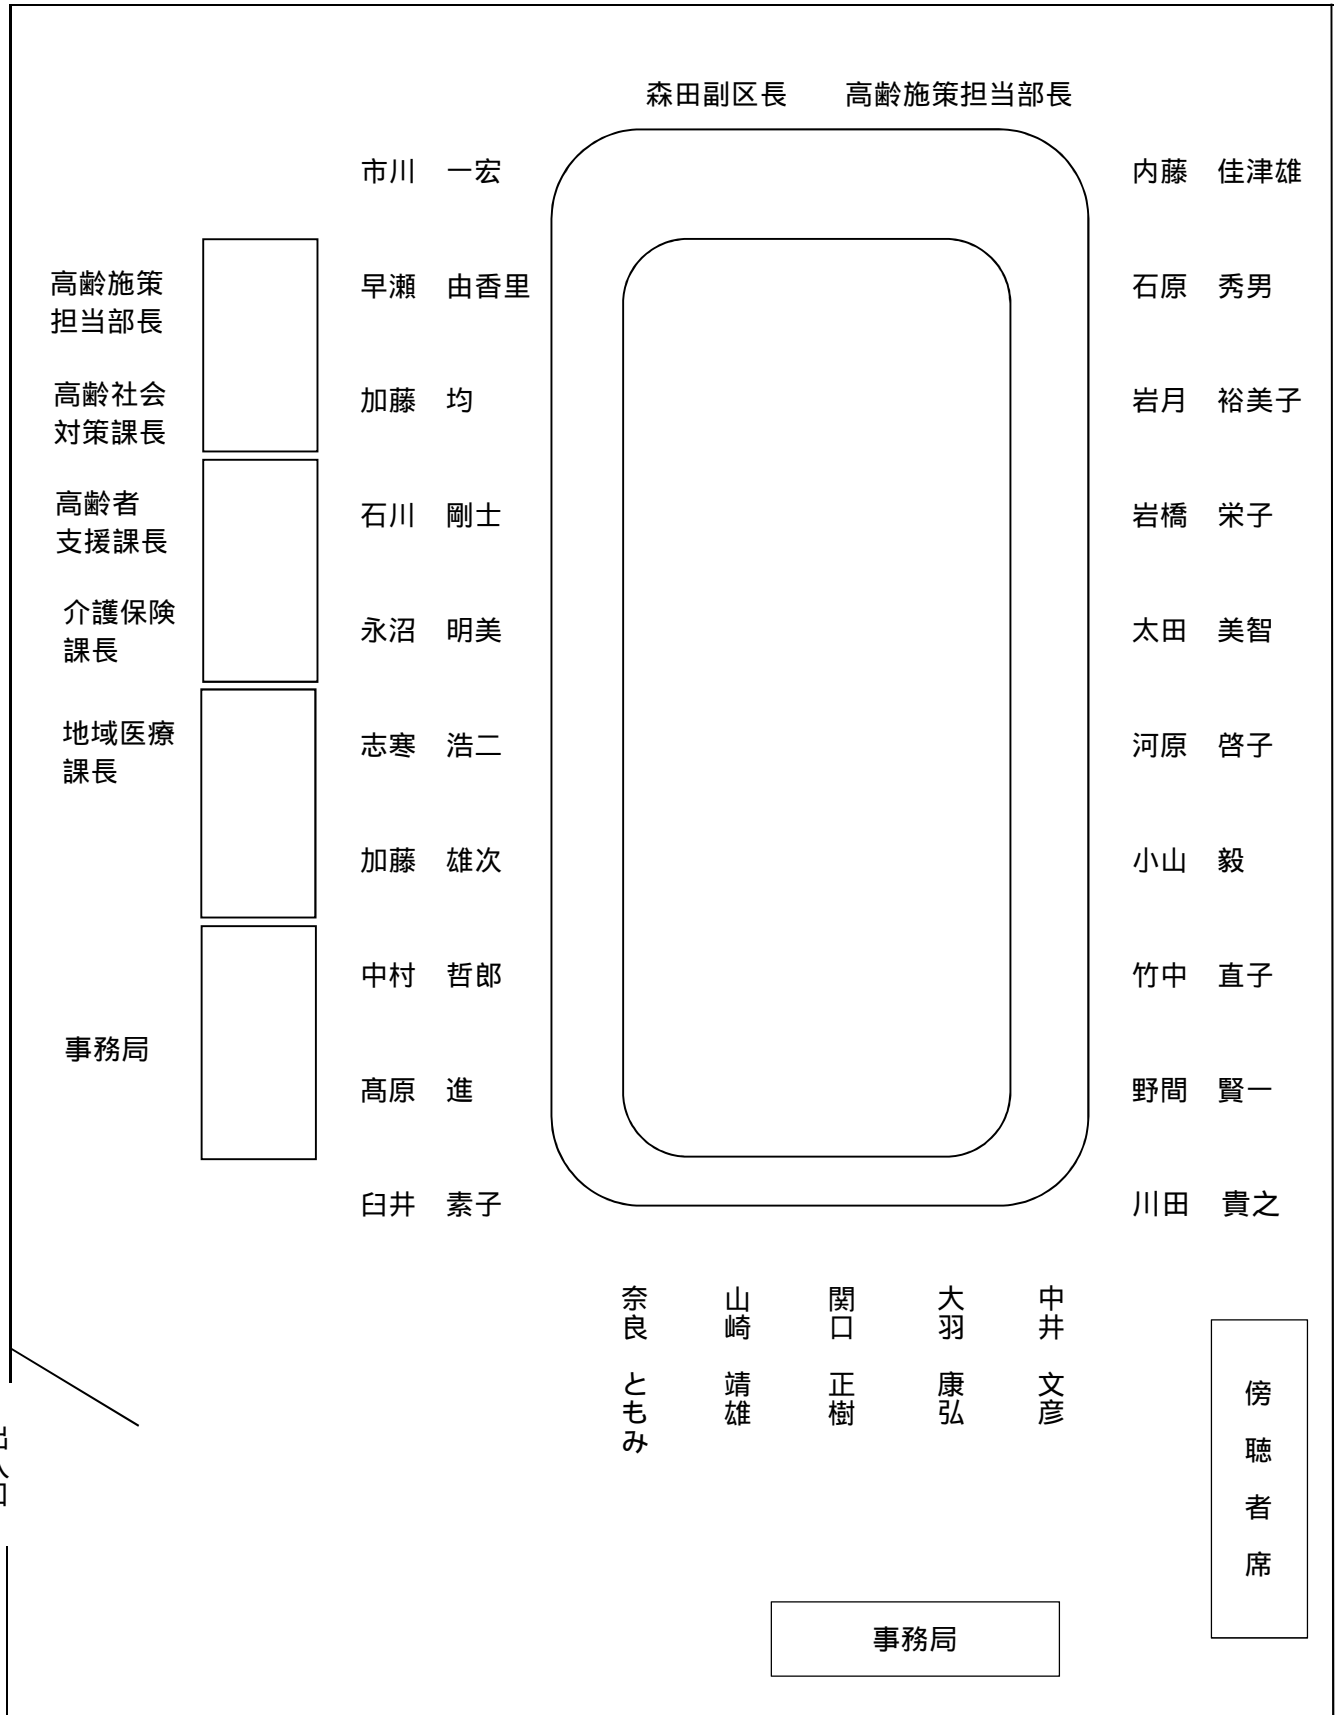 森田副区長　高齢施策担当部長
市川　一宏
内藤　佳津雄
高齢施策
担当部長
早瀬　由香里
石原　秀男
高齢社会
対策課長
加藤　均
岩月　裕美子
高齢者
支援課長
石川　剛士
岩橋　栄子
介護保険
課長
永沼　明美
太田　美智
地域医療
課長
志寒　浩二
河原　啓子
加藤　雄次
小山　毅
中村　哲郎
竹中　直子
事務局
髙原　進
野間　賢一
臼井　素子
川田　貴之
奈良　ともみ
山崎　靖雄
関口　正樹
大羽　康弘
中井　文彦
傍聴者席
出入口
事務局